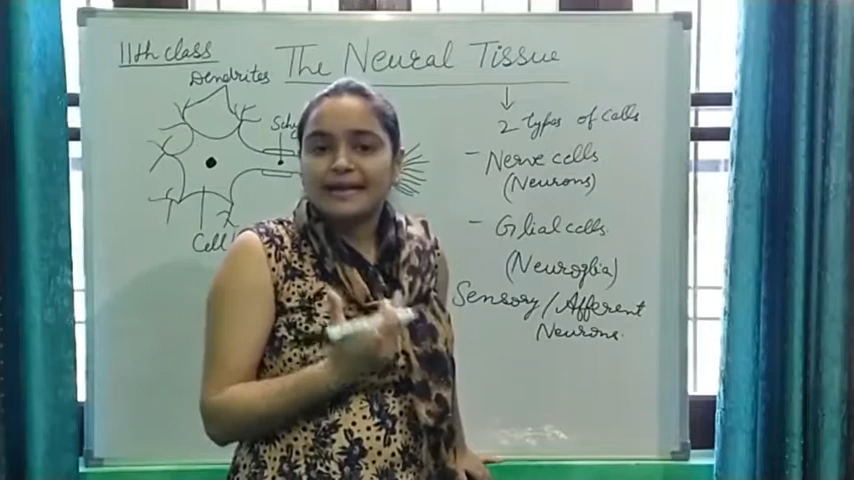 11th class
The Neural Tissue
Dendrites
2 types of Cells
- Nerve cells
(Neurons)
- Glial cells.
(Neuroglia)
Sensory/Afferent
Neurons.
Cell